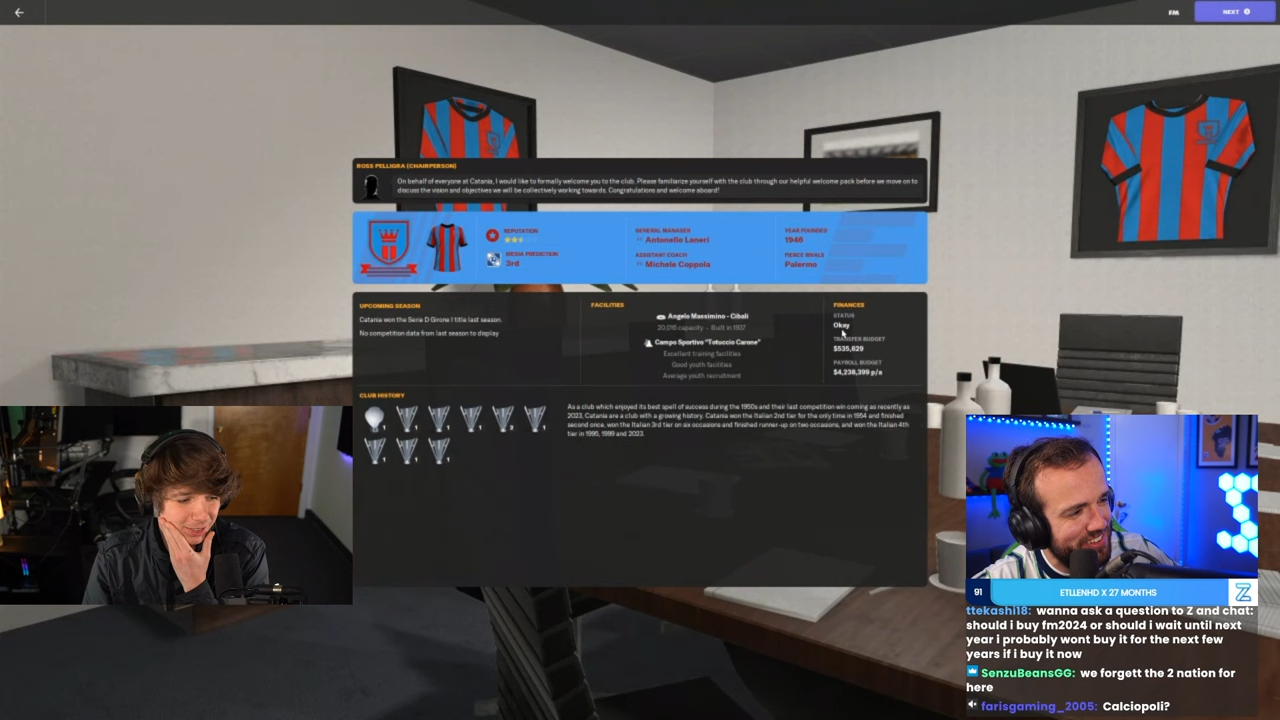 FM
NEXT
ROSS PELLIGRA (CHAIRPERSON)
On behalf of everyone at Catania, I would like to formally welcome you to the club. Please familiarize yourself with the club through our helpful welcome pack before we move on to
discuss the vision and objectives we will be collectively working towards. Congratulations and welcome aboard!
REPUTATION
MEDIA PREDICTION
3rd
GENERAL MANAGER
Antonello Laneri
ASSISTANT COACH
Michele Coppola
YEAR FOUNDED
1946
FIERCE RIVALS
Palermo
UPCOMING SEASON
Catania won the Serie D Girone I title last season.
No competition data from last season to display
FACILITIES
Angelo Massimino - Cibali
20,016 capacity - Built in 1937
Campo Sportivo "Totuccio Carone"
Excellent training facilities
Good youth facilities
Average youth recruitment
FINANCES
STATUS
Okay
TRANSFER BUDGET
$535,629
PAYROLL BUDGET
$4,238,399 p/a
CLUB HISTORY
As a club which enjoyed its best spell of success during the 1950s and their last competition win coming as recently as
2023, Catania are a club with a growing history. Catania won the Italian 2nd tier for the only time in 1954 and finished
second once, won the Italian 3rd tier on six occasions and finished runner-up on two occasions, and won the Italian 4th
tier in 1995, 1999 and 2023.
91
ETLLENHD X 27 MONTHS
Z
ttekashi18: wanna ask a question to Z and chat:
should i buy fm2024 or should i wait until next
year i probably wont buy it for the next few
years if i buy it now
SenzuBeansGG: we forgett the 2 nation for
here
farisgaming_2005: Calciopoli?